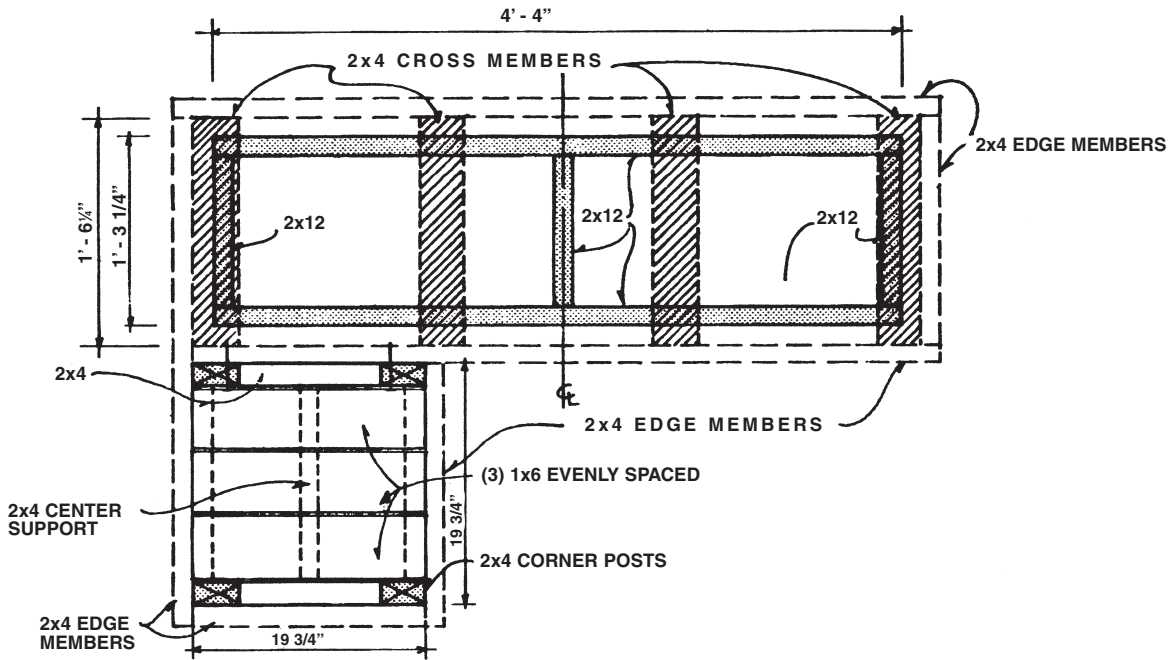 4' - 4"
2x4 CROSS MEMBERS
2x4 EDGE MEMBERS
1' - 6¼"
1' - 3 1/4"
2x12
2x12
2x12
2x4
℄
2x4 EDGE MEMBERS
(3) 1x6 EVENLY SPACED
2x4 CENTER
SUPPORT
19 3/4"
2x4 CORNER POSTS
2x4 EDGE
MEMBERS
19 3/4"